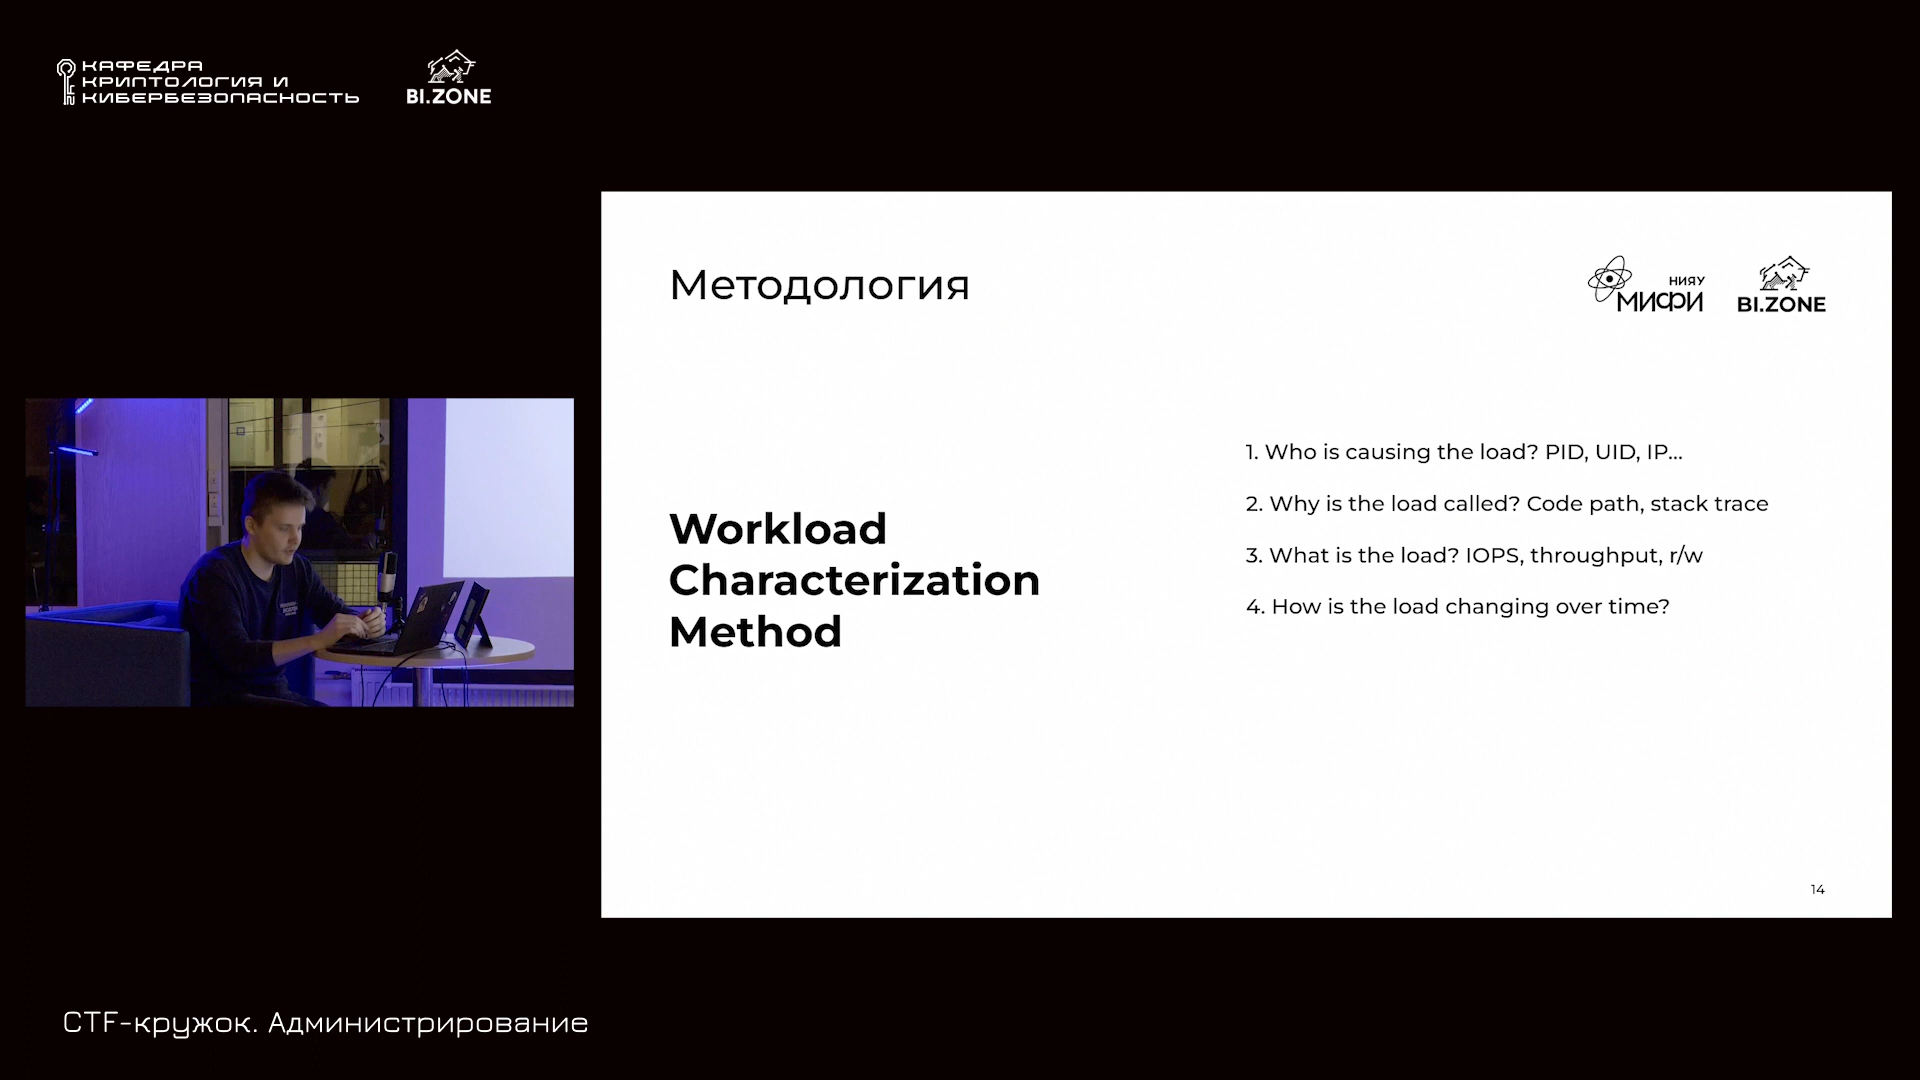 КАФЕДРА
КРИПТОЛОГИЯ И
КИБЕРБЕЗОПАСНОСТЬ
BI.ZONE
Методология
НИЯУ
МИФИ
BI.ZONE
Workload
Characterization
Method
1. Who is causing the load? PID, UID, IP...
2. Why is the load called? Code path, stack trace
3. What is the load? IOPS, throughput, r/w
4. How is the load changing over time?
14
CTF-кружок. Администрирование